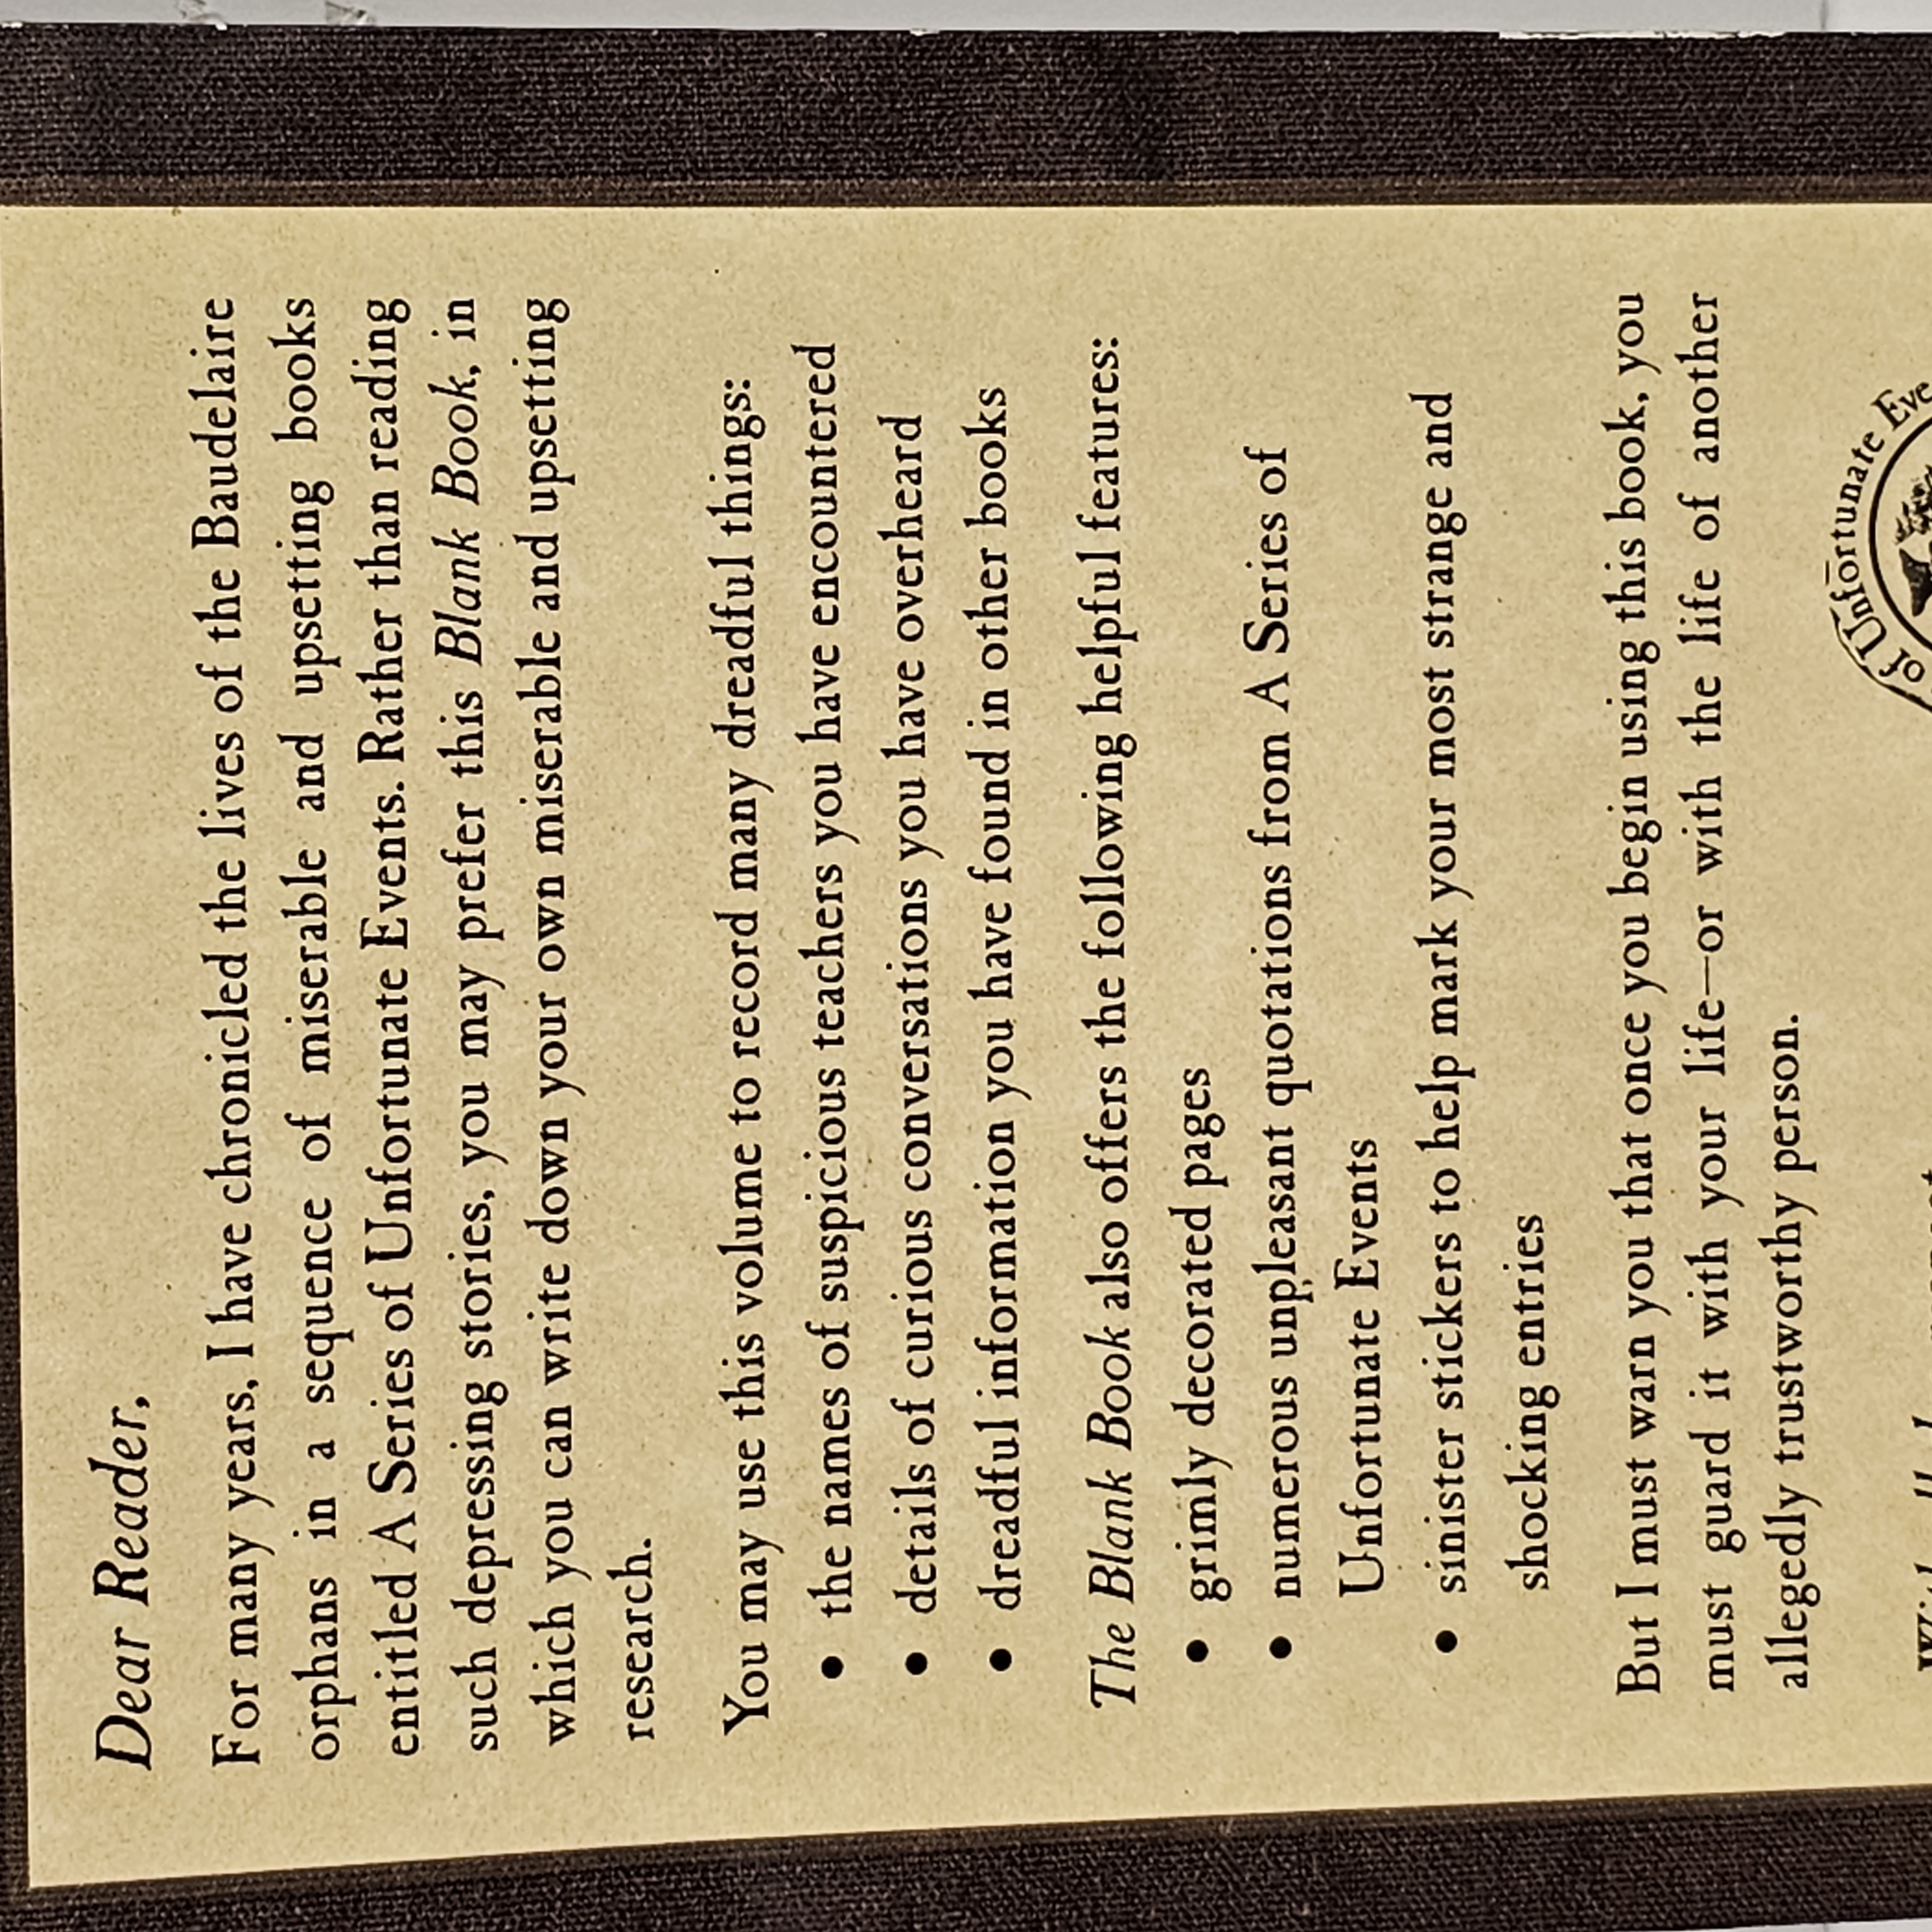 Dear Reader,
For many years, I have chronicled the lives of the Baudelaire
orphans in a sequence of miserable and upsetting books
entitled A Series of Unfortunate Events. Rather than reading
such depressing stories, you may prefer this Blank Book, in
which you can write down your own miserable and upsetting
research.
You may use this volume to record many dreadful things:
• the names of suspicious teachers you have encountered
• details of curious conversations you have overheard
• dreadful information you have found in other books
The Blank Book also offers the following helpful features:
• grimly decorated pages
• numerous unpleasant quotations from A Series of
Unfortunate Events
• sinister stickers to help mark your most strange and
shocking entries
But I must warn you that once you begin using this book, you
must guard it with your life—or with the life of another
allegedly trustworthy person.
of Unfortunate Eve